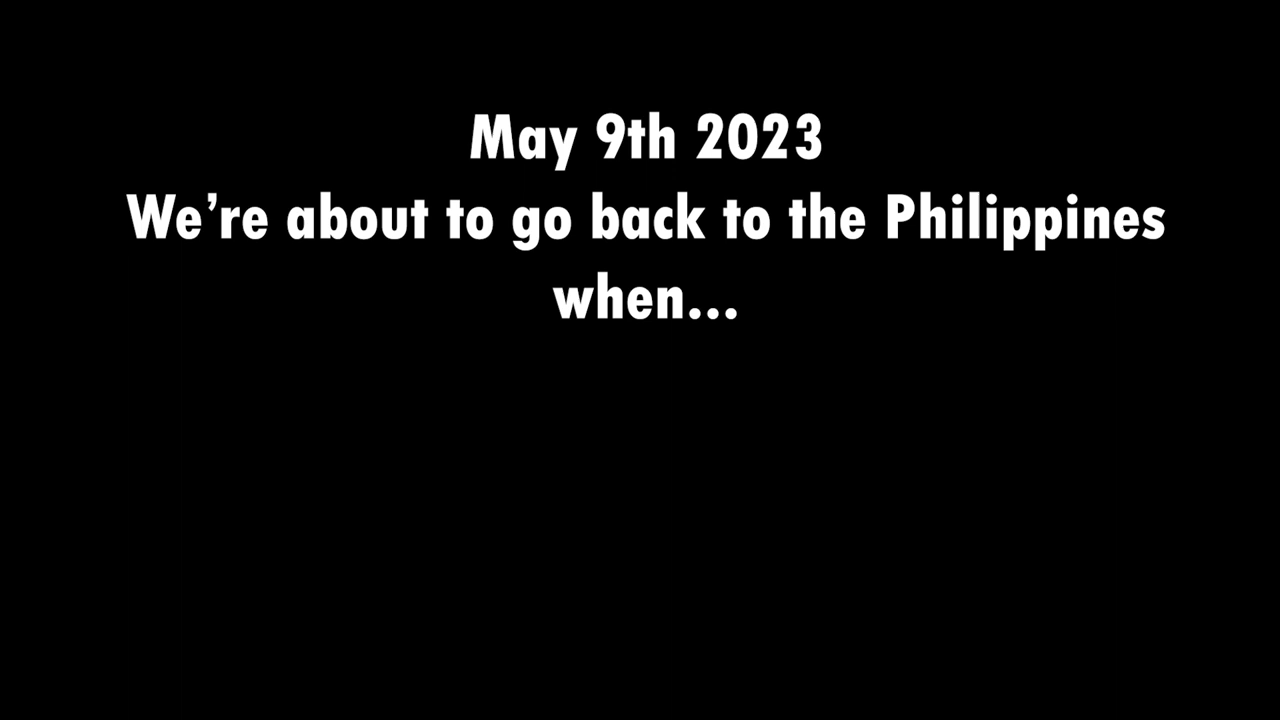 May 9th 2023
We’re about to go back to the Philippines
when...